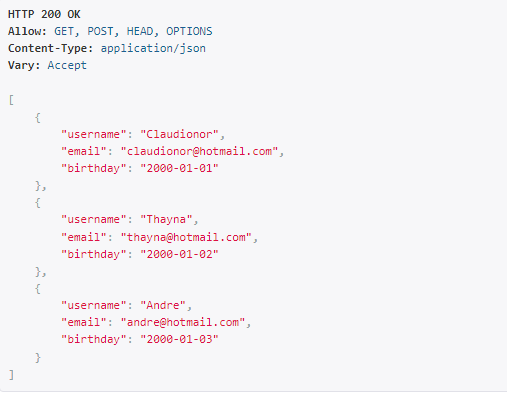 HTTP 200 OK
Allow: GET, POST, HEAD, OPTIONS
Content-Type: application/json
Vary: Accept
[
    {
        "username": "Claudionor",
        "email": "claudionor@hotmail.com",
        "birthday": "2000-01-01"
    },
    {
        "username": "Thayna",
        "email": "thayna@hotmail.com",
        "birthday": "2000-01-02"
    },
    {
        "username": "Andre",
        "email": "andre@hotmail.com",
        "birthday": "2000-01-03"
    }
]